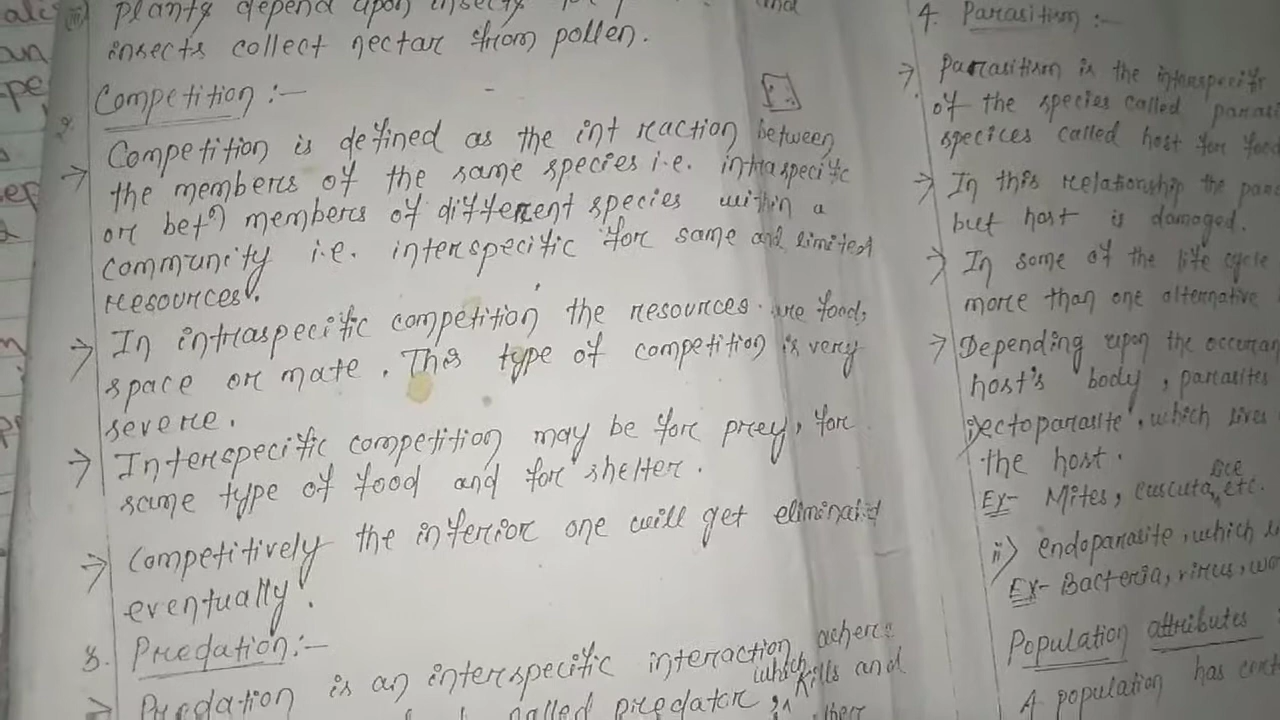 iii) plants depend upon insects
insects collect nectar from pollen.
2. Competition :-
→ Competition is defined as the int raction between
the members of the same species i.e. intraspecific
or betn members of different species within a
community i.e. interspecific for same and limited
resources.
→ In intraspecific competition the resources are food,
space or mate. This type of competition is very
severe.
→ Interspecific competition may be for prey, for
same type of food and for shelter.
→ Competitively the inferior one will get eliminated
eventually.
3. Predation :-
→ Predation is an interspecific interaction where
called predator, which kills and
4. Parasitism :-
→ Parasitism is the interspecific
of the species called
species called host for food
→ In this relationship the
but host is damaged.
→ In some of the life cycle
more than one alternative
→ Depending upon the
host's body, parasites
ectoparasite, which lives
the host.
Ex- Mites, cuscuta, lice etc.
ii) endoparasite, which
Ex- Bacteria, virus,
Population attributes
A population has